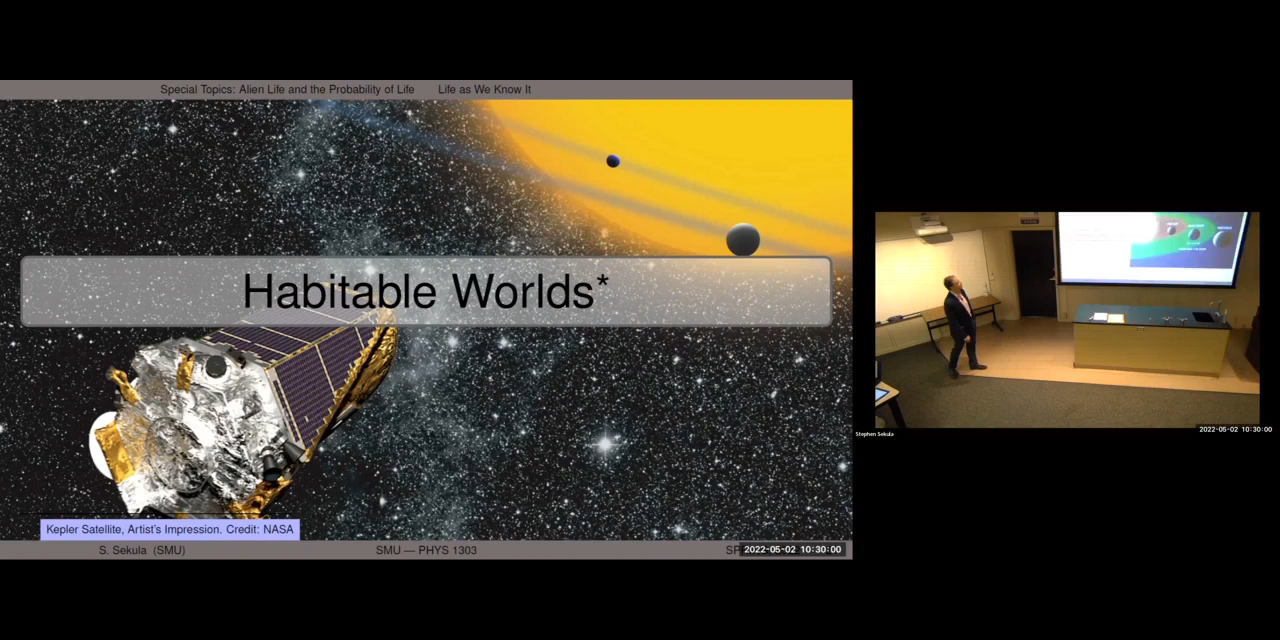 Special Topics: Alien Life and the Probability of Life Life as We Know It
Habitable Worlds*
Kepler Satellite, Artist's Impression. Credit: NASA
S. Sekula (SMU) SMU — PHYS 1303 SP
2022-05-02 10:30:00
Stephen Sekula
2022-05-02 10:30:00